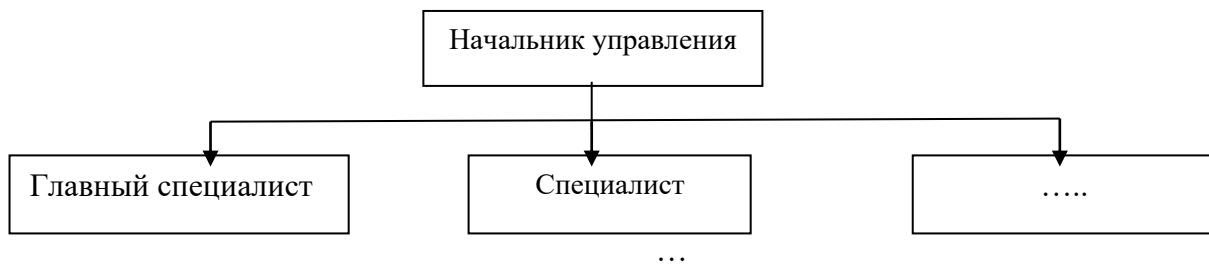 Начальник управления
Главный специалист
Специалист
…..
…